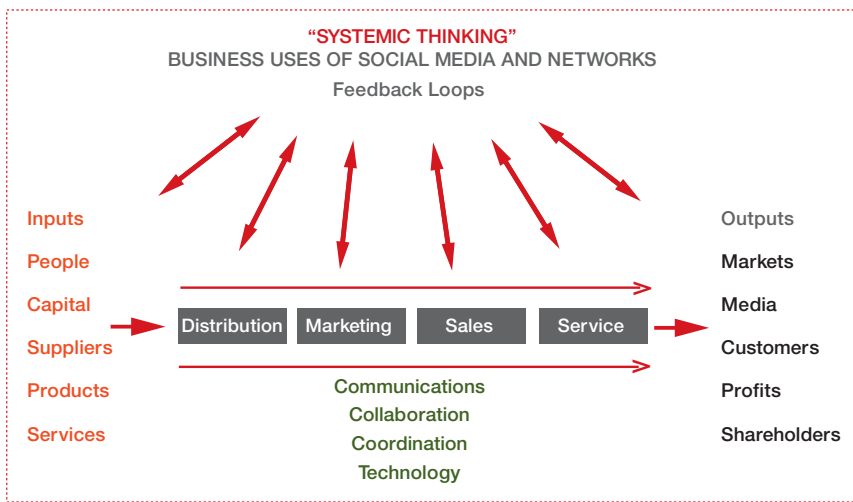 “SYSTEMIC THINKING”
BUSINESS USES OF SOCIAL MEDIA AND NETWORKS
Feedback Loops
Inputs
People
Capital
Suppliers
Products
Services
Distribution
Marketing
Sales
Service
Communications
Collaboration
Coordination
Technology
Outputs
Markets
Media
Customers
Profits
Shareholders